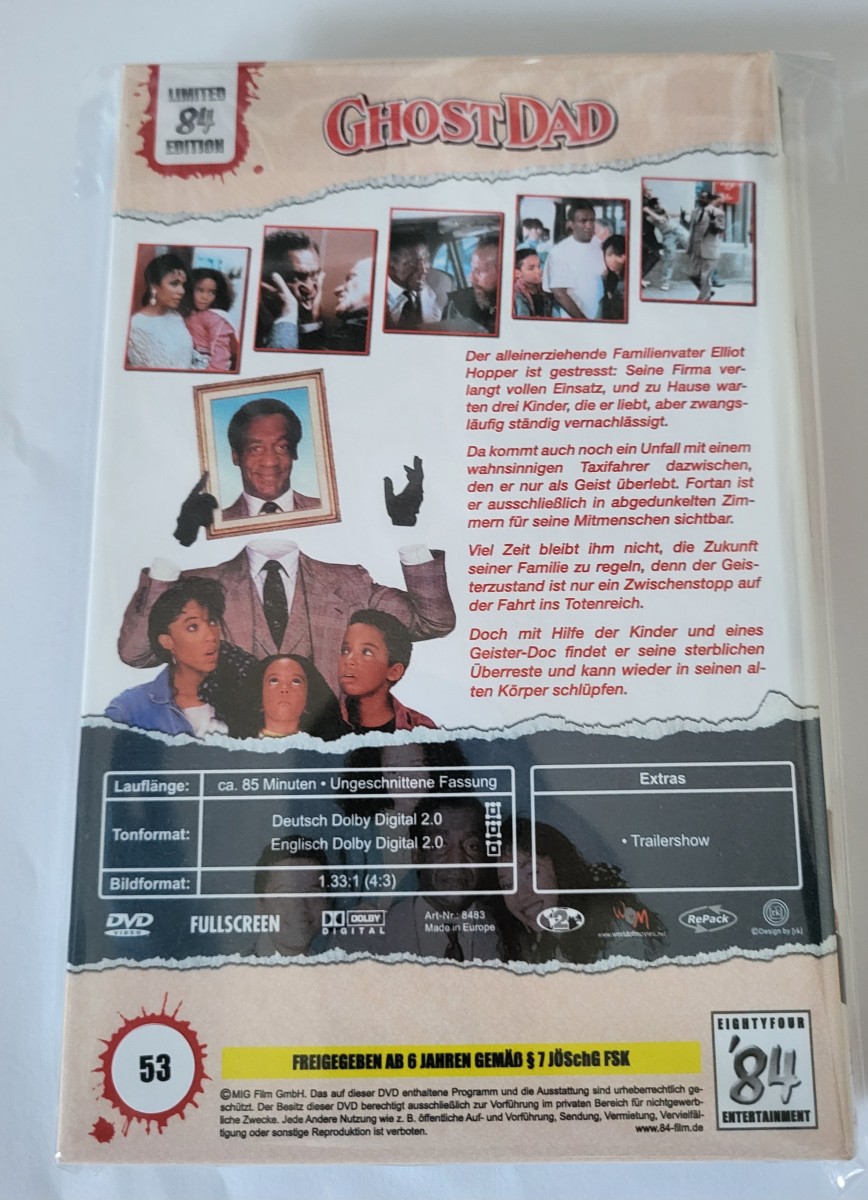 LIMITED
84
EDITION
GHOST DAD
Der alleinerziehende Familienvater Elliot
Hopper ist gestresst: Seine Firma ver-
langt vollen Einsatz, und zu Hause war-
ten drei Kinder, die er liebt, aber zwangs-
läufig ständig vernachlässigt.
Da kommt auch noch ein Unfall mit einem
wahnsinnigen Taxifahrer dazwischen,
den er nur als Geist überlebt. Fortan ist
er ausschließlich in abgedunkelten Zim-
mern für seine Mitmenschen sichtbar.
Viel Zeit bleibt ihm nicht, die Zukunft
seiner Familie zu regeln, denn der Geis-
terzustand ist nur ein Zwischenstopp auf
der Fahrt ins Totenreich.
Doch mit Hilfe der Kinder und eines
Geister-Doc findet er seine sterblichen
Überreste und kann wieder in seinen al-
ten Körper schlüpfen.
Lauflänge: ca. 85 Minuten • Ungeschnittene Fassung
Tonformat: Deutsch Dolby Digital 2.0
Englisch Dolby Digital 2.0
Bildformat: 1.33:1 (4:3)
Extras
• Trailershow
DVD
VIDEO
FULLSCREEN
DOLBY
DIGITAL
Art-Nr.: 8483
Made in Europe
2
WOM
www.worldofmovies.nl
RePack
[rk]
©Design by [rk]
53
FREIGEGEBEN AB 6 JAHREN GEMÄß § 7 JÖSchG FSK
©MIG Film GmbH. Das auf dieser DVD enthaltene Programm und die Ausstattung sind urheberrechtlich ge-
schützt. Der Besitz dieser DVD berechtigt ausschließlich zur Vorführung im privaten Bereich für nichtgewerb-
liche Zwecke. Jede Andere Nutzung wie z. B. öffentliche Auf- und Vorführung, Sendung, Vermietung, Vervielfäl-
tigung oder sonstige Reproduktion ist verboten.
www.84-film.de
EIGHTYFOUR
'84
ENTERTAINMENT